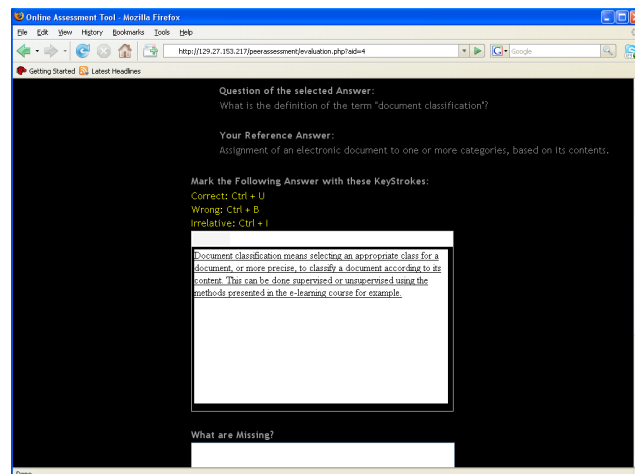 Online Assessment Tool - Mozilla Firefox
File Edit View History Bookmarks Tools Help
http://129.27.153.217/peerassessment/evaluation.php?aid=4
Google
Getting Started Latest Headlines
Question of the selected Answer:
What is the definition of the term "document classification"?
Your Reference Answer:
Assignment of an electronic document to one or more categories, based on its contents.
Mark the Following Answer with these KeyStrokes:
Correct: Ctrl + U
Wrong: Ctrl + B
Irrelative: Ctrl + I
Document classification means selecting an appropriate class for a
document, or more precise, to classify a document according to its
content. This can be done supervised or unsupervised using the
methods presented in the e-learning course for example.
What are Missing?
Done